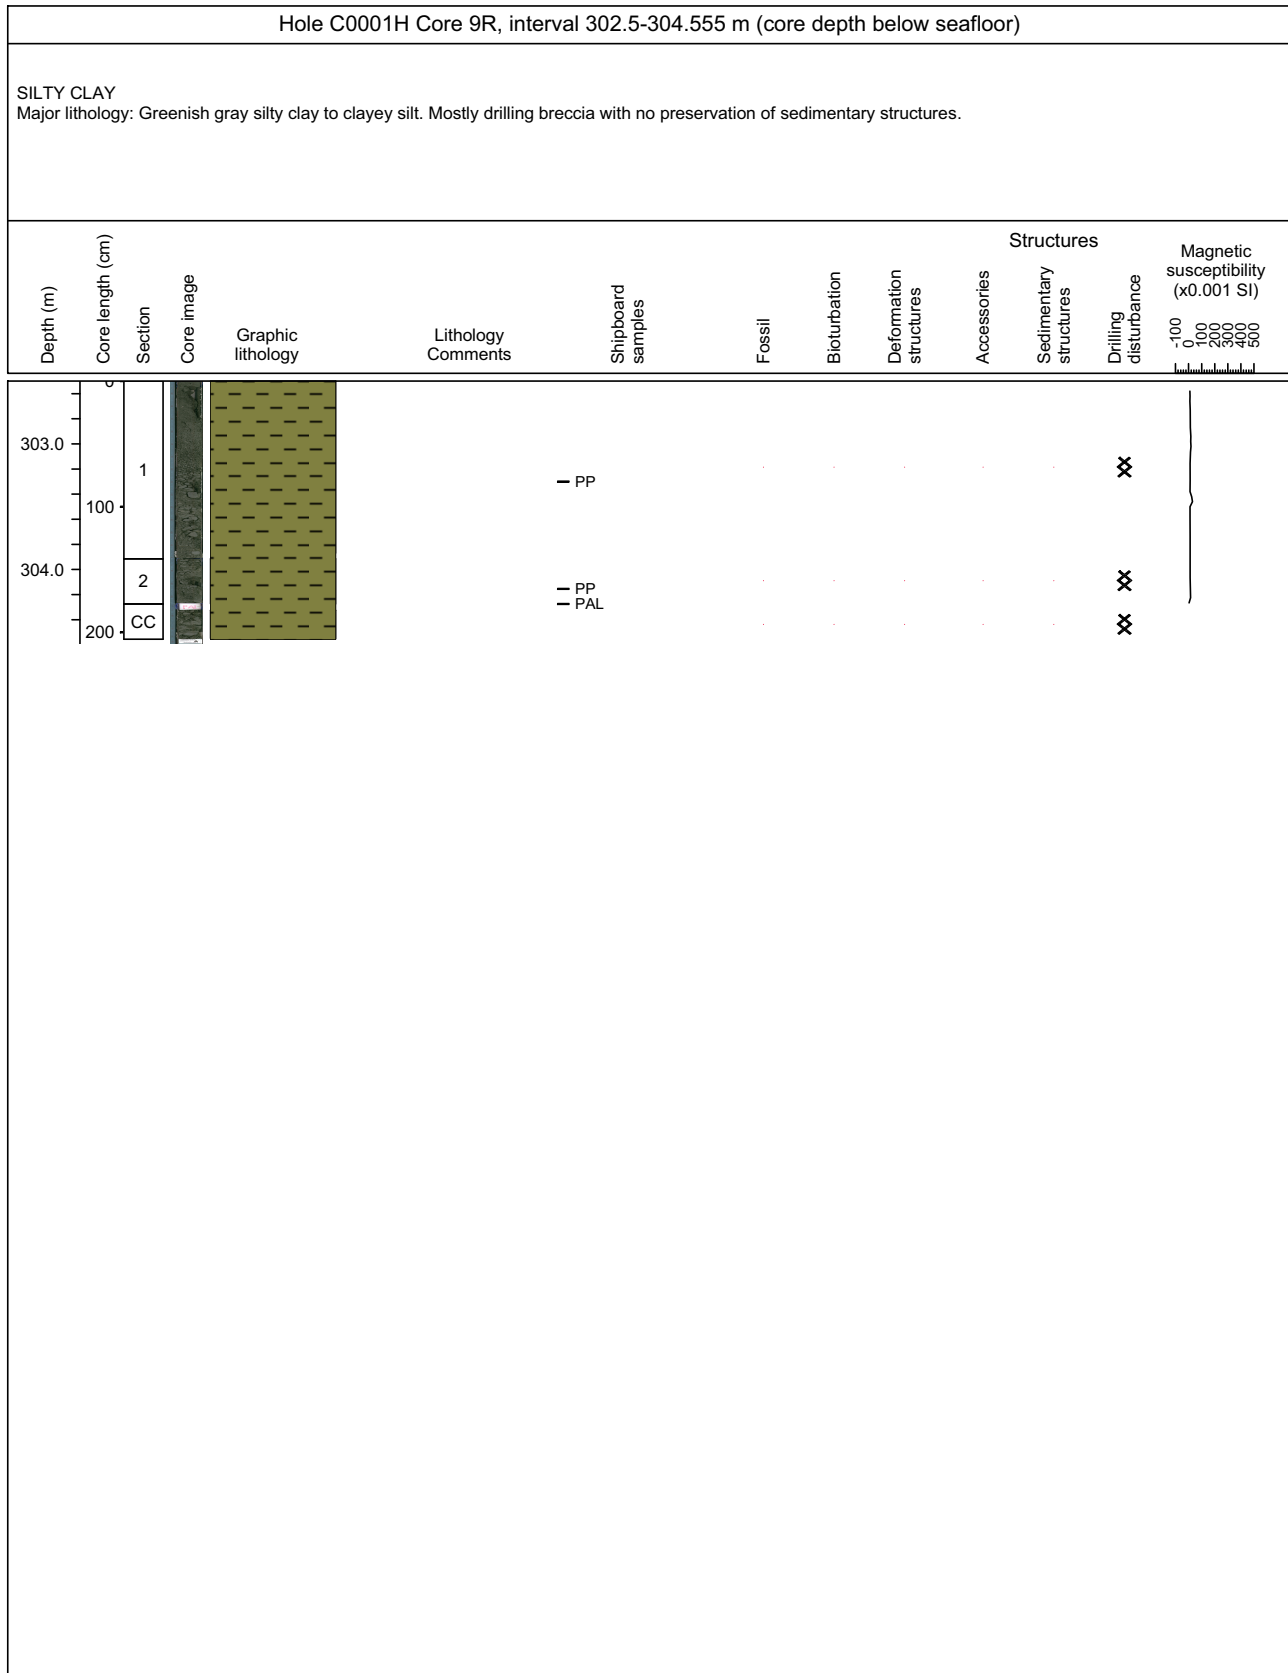 Hole C0001H Core 9R, interval 302.5-304.555 m (core depth below seafloor)
SILTY CLAY
Major lithology: Greenish gray silty clay to clayey silt. Mostly drilling breccia with no preservation of sedimentary structures.
Depth (m)
Core length (cm)
Section
Core image
Graphic
lithology
Lithology
Comments
Shipboard
samples
Structures
Fossil
Bioturbation
Deformation
structures
Accessories
Sedimentary
structures
Drilling
disturbance
Magnetic
susceptibility
(x0.001 SI)
-100
0
100
200
300
400
500
0
303.0
1
PP
100
304.0
2
PP
PAL
CC
200